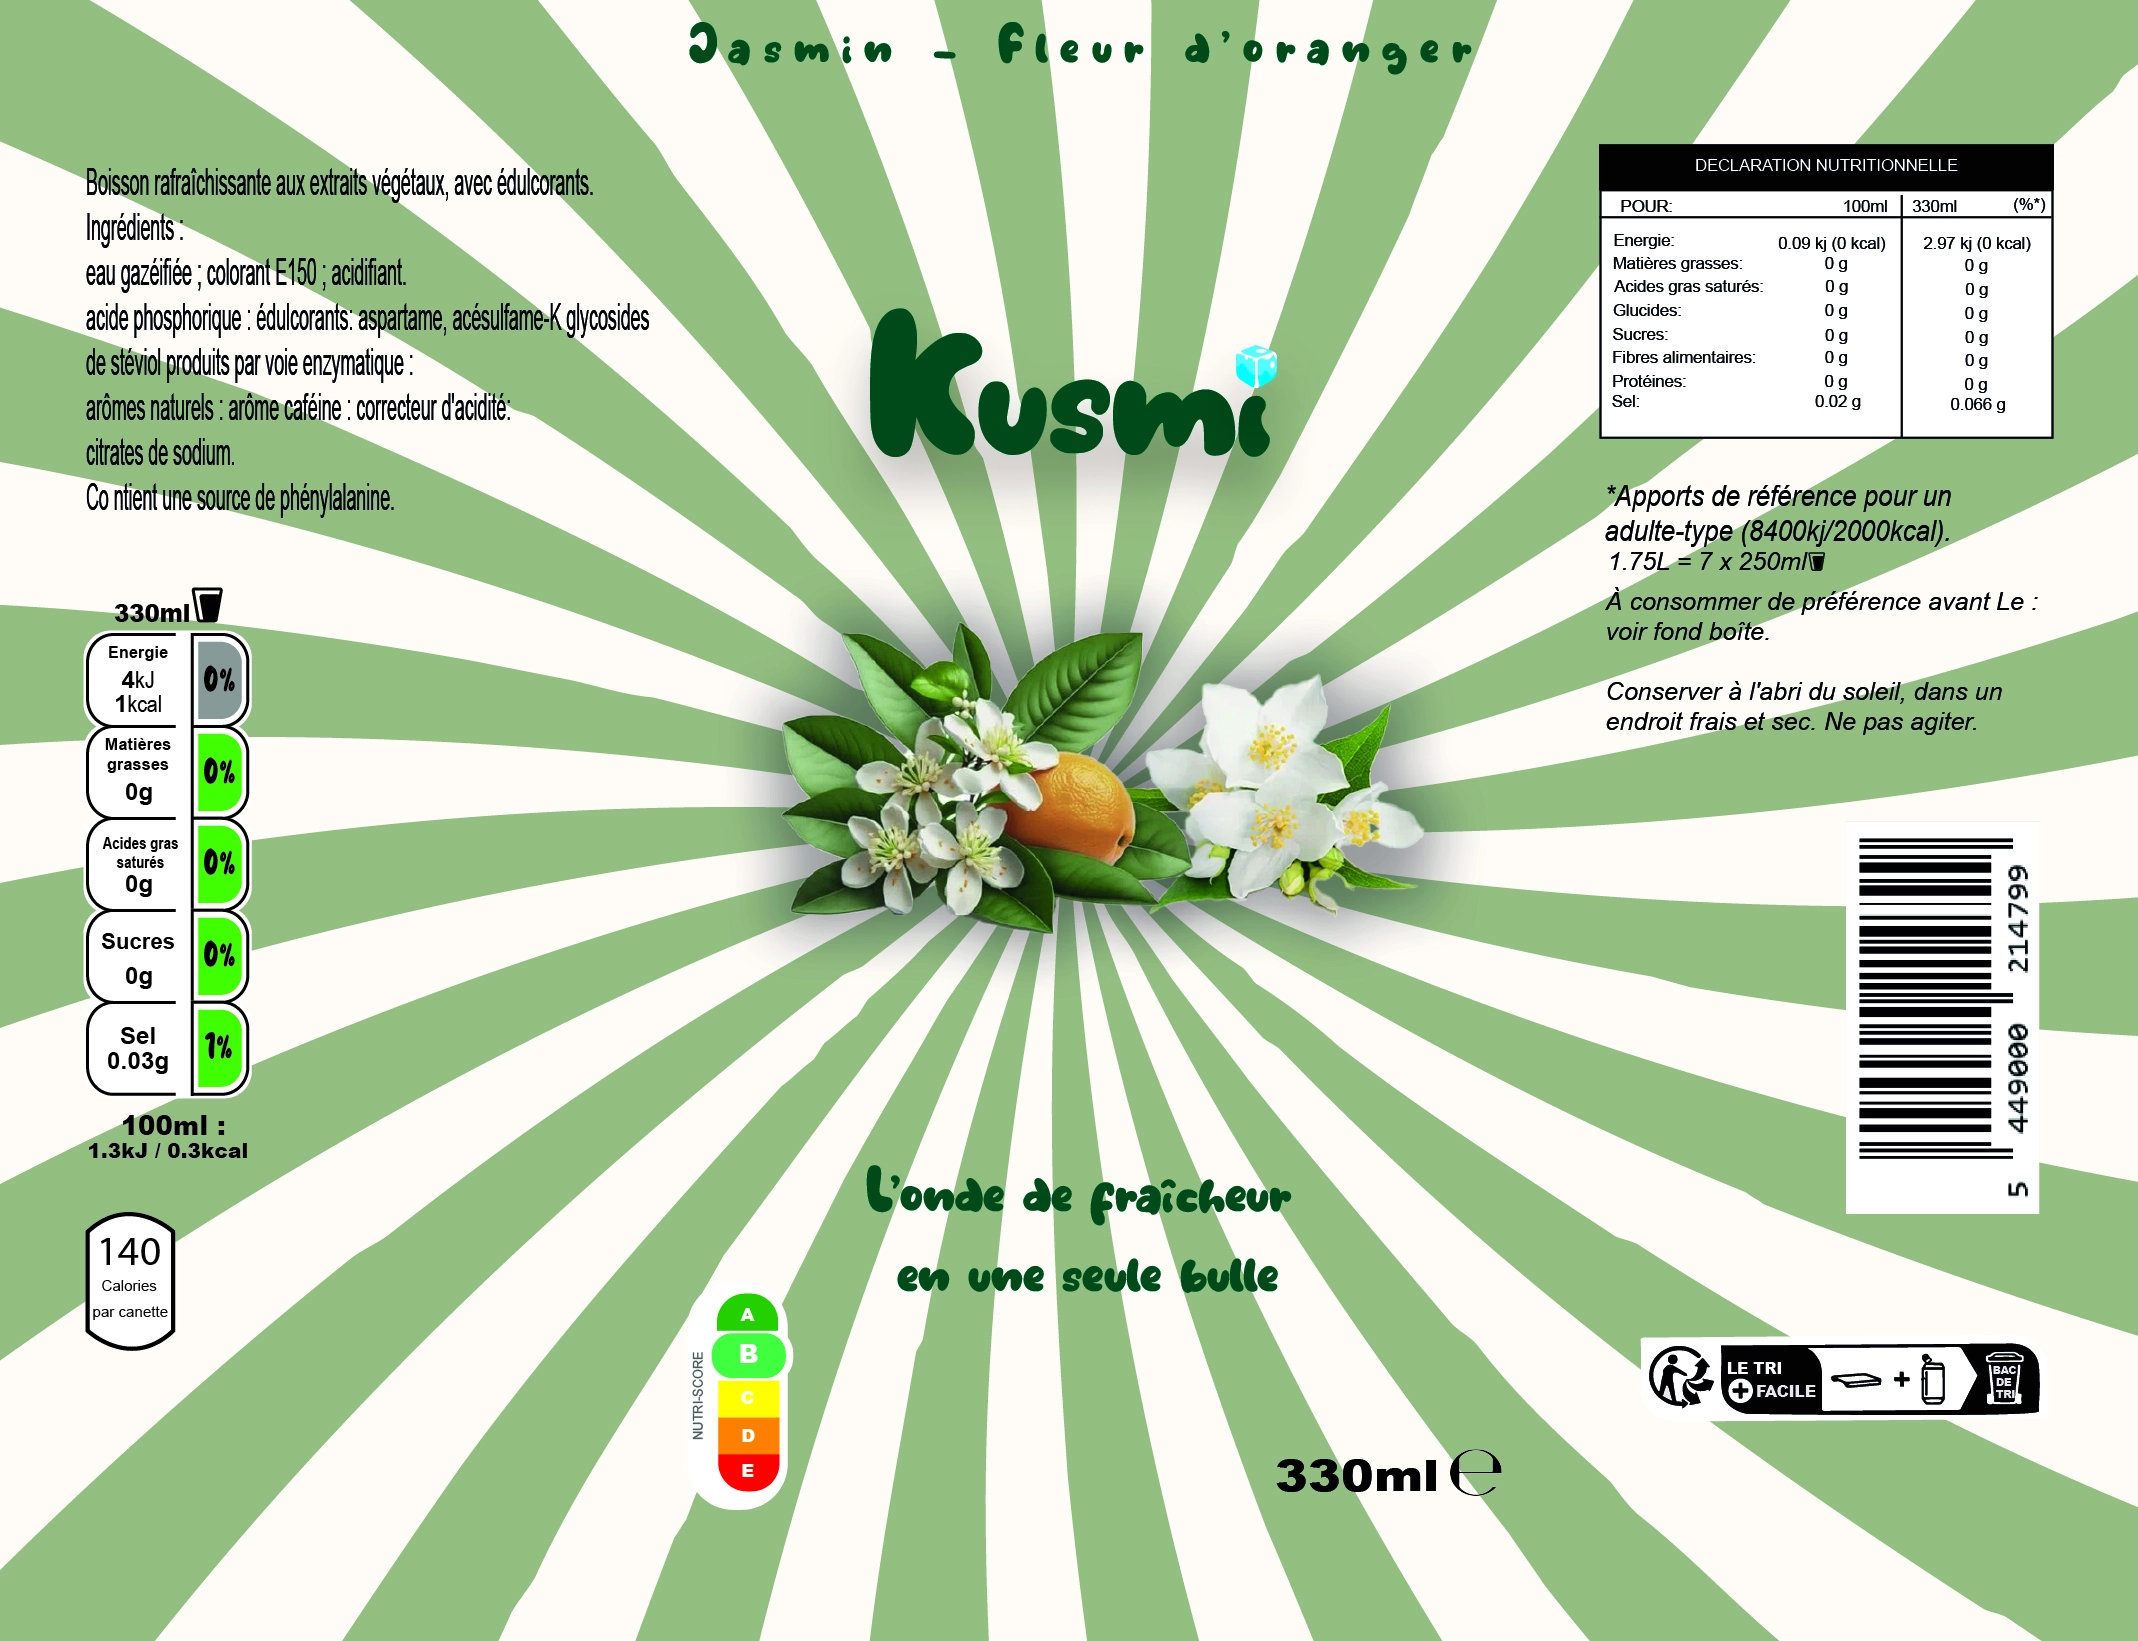 Jasmin - Fleur d'oranger
Boisson rafraîchissante aux extraits végétaux, avec édulcorants.
Ingrédients :
eau gazéifiée ; colorant E150 ; acidifiant.
acide phosphorique : édulcorants: aspartame, acésulfame-K glycosides
de stéviol produits par voie enzymatique :
arômes naturels : arôme caféine : correcteur d'acidité:
citrates de sodium.
Co ntient une source de phénylalanine.
330ml
Energie
4kJ
1kcal
0%
Matières
grasses
0g
0%
Acides gras
saturés
0g
0%
Sucres
0g
0%
Sel
0.03g
1%
100ml :
1.3kJ / 0.3kcal
140
Calories
par canette
Kusmi
L'onde de fraîcheur
en une seule bulle
NUTRI-SCORE
A
B
C
D
E
330ml e
DECLARATION NUTRITIONNELLE
POUR: 100ml 330ml (%*)
Energie: 0.09 kj (0 kcal) 2.97 kj (0 kcal)
Matières grasses: 0 g 0 g
Acides gras saturés: 0 g 0 g
Glucides: 0 g 0 g
Sucres: 0 g 0 g
Fibres alimentaires: 0 g 0 g
Protéines: 0 g 0 g
Sel: 0.02 g 0.066 g
*Apports de référence pour un
adulte-type (8400kj/2000kcal).
1.75L = 7 x 250ml
À consommer de préférence avant Le :
voir fond boîte.
Conserver à l'abri du soleil, dans un
endroit frais et sec. Ne pas agiter.
5 449000 214799
LE TRI
+ FACILE
+
BAC
DE
TRI